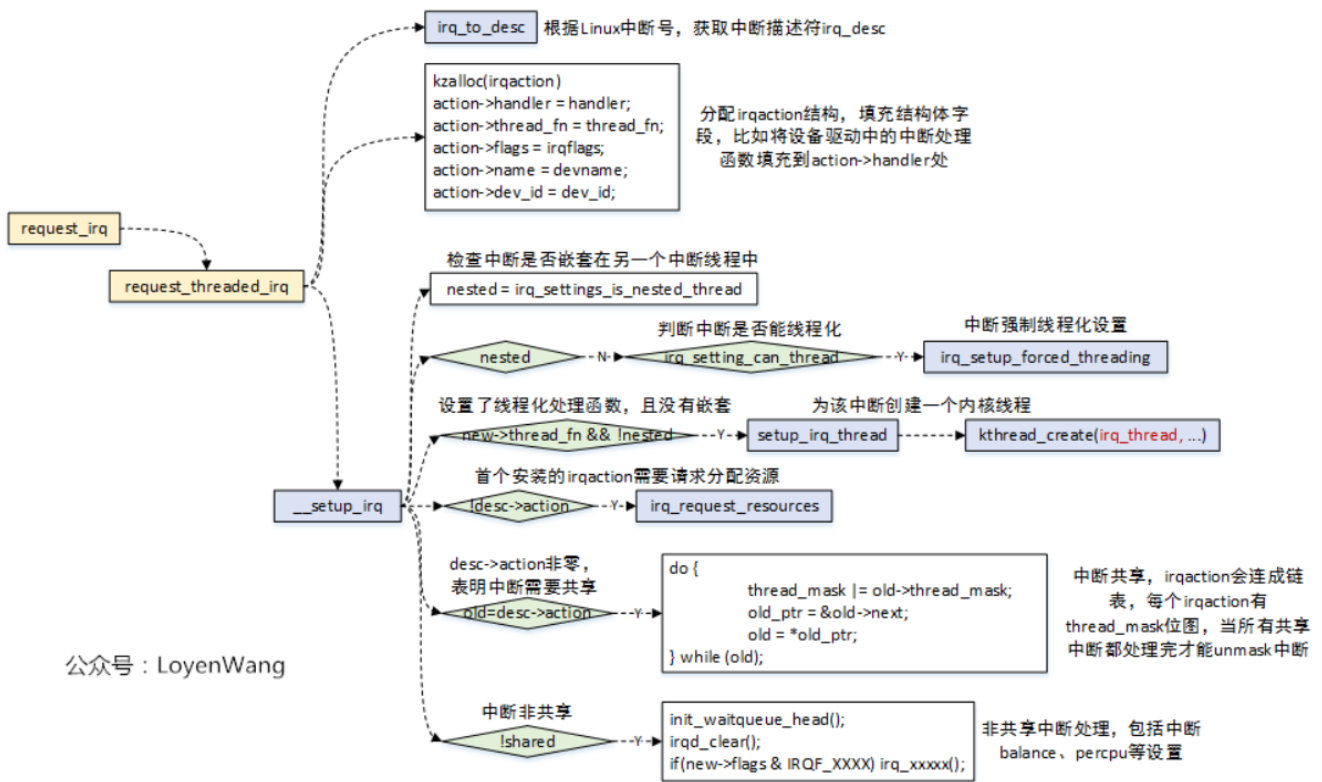 irq_to_desc
根据Linux中断号，获取中断描述符irq_desc
kzalloc(irqaction)
action->handler = handler;
action->thread_fn = thread_fn;
action->flags = irqflags;
action->name = devname;
action->dev_id = dev_id;
分配irqaction结构，填充结构体字
段，比如将设备驱动中的中断处理
函数填充到action->handler处
request_irq
request_threaded_irq
检查中断是否嵌套在另一个中断线程中
nested = irq_settings_is_nested_thread
判断中断是否能线程化
中断强制线程化设置
nested
N
irq_setting_can_thread
Y
irq_setup_forced_threading
设置了线程化处理函数，且没有嵌套
为该中断创建一个内核线程
new->thread_fn && !nested
Y
setup_irq_thread
kthread_create(irq_thread, ...)
首个安装的irqaction需要请求分配资源
__setup_irq
!desc->action
Y
irq_request_resources
desc->action非零，
表明中断需要共享
old=desc->action
Y
do {
thread_mask |= old->thread_mask;
old_ptr = &old->next;
old = *old_ptr;
} while (old);
中断共享，irqaction会连成链
表，每个irqaction有
thread_mask位图，当所有共享
中断都处理完才能unmask中断
公众号：LoyenWang
中断非共享
!shared
Y
init_waitqueue_head();
irqd_clear();
if(new->flags & IRQF_XXXX) irq_xxxxx();
非共享中断处理，包括中断
balance、percpu等设置